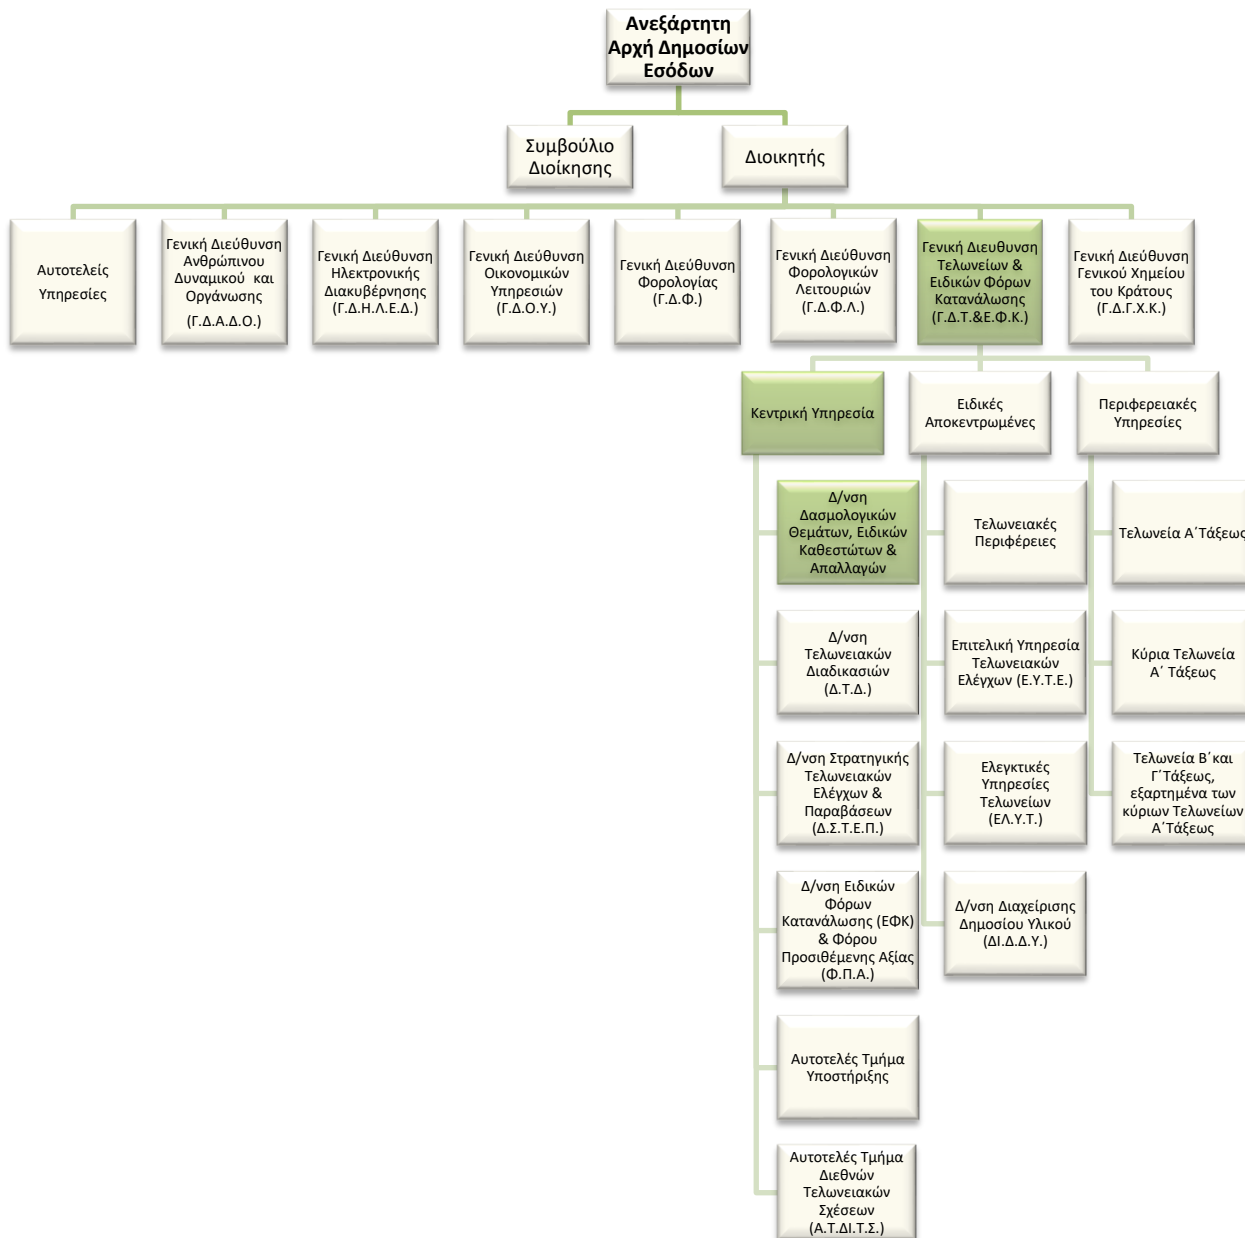 Ανεξάρτητη
Αρχή Δημοσίων
Εσόδων
Συμβούλιο
Διοίκησης
Διοικητής
Αυτοτελείς
Υπηρεσίες
Γενική Διεύθυνση
Ανθρώπινου
Δυναμικού και
Οργάνωσης
(Γ.Δ.Α.Δ.Ο.)
Γενική Διεύθυνση
Ηλεκτρονικής
Διακυβέρνησης
(Γ.Δ.Η.Λ.Ε.Δ.)
Γενική Διεύθυνση
Οικονομικών
Υπηρεσιών
(Γ.Δ.Ο.Υ.)
Γενική Διεύθυνση
Φορολογίας
(Γ.Δ.Φ.)
Γενική Διεύθυνση
Φορολογικών
Λειτουριών
(Γ.Δ.Φ.Λ.)
Γενική Διευθυνση
Τελωνείων &
Ειδικών Φόρων
Κατανάλωσης
(Γ.Δ.Τ.&Ε.Φ.Κ.)
Γενική Διεύθυνση
Γενικού Χημείου
του Κράτους
(Γ.Δ.Γ.Χ.Κ.)
Κεντρική Υπηρεσία
Ειδικές
Αποκεντρωμένες
Περιφερειακές
Υπηρεσίες
Δ/νση
Δασμολογικών
Θεμάτων, Ειδικών
Καθεστώτων &
Απαλλαγών
Δ/νση
Τελωνειακών
Διαδικασιών
(Δ.Τ.Δ.)
Δ/νση Στρατηγικής
Τελωνειακών
Ελέγχων &
Παραβάσεων
(Δ.Σ.Τ.Ε.Π.)
Δ/νση Ειδικών
Φόρων
Κατανάλωσης (ΕΦΚ)
& Φόρου
Προσιθέμενης Αξίας
(Φ.Π.Α.)
Αυτοτελές Τμήμα
Υποστήριξης
Αυτοτελές Τμήμα
Διεθνών
Τελωνειακών
Σχέσεων
(Α.Τ.ΔΙ.Τ.Σ.)
Τελωνειακές
Περιφέρειες
Επιτελική Υπηρεσία
Τελωνειακών
Ελέγχων (Ε.Υ.Τ.Ε.)
Ελεγκτικές
Υπηρεσίες
Τελωνείων
(ΕΛ.Υ.Τ.)
Δ/νση Διαχείρισης
Δημοσίου Υλικού
(ΔΙ.Δ.Δ.Υ.)
Τελωνεία Α΄Τάξεως
Κύρια Τελωνεία
Α΄ Τάξεως
Τελωνεία Β΄και
Γ΄Τάξεως,
εξαρτημένα των
κύριων Τελωνείων
Α΄Τάξεως